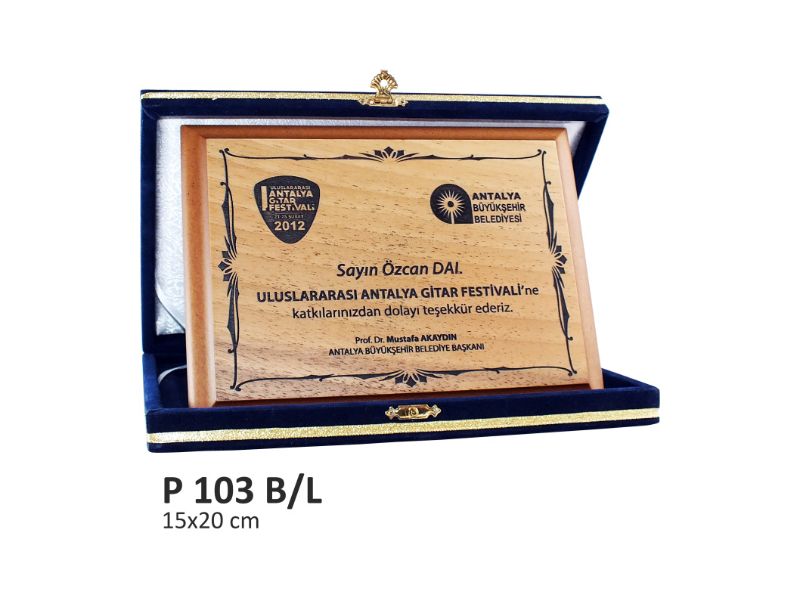 ULUSLARARASI
ANTALYA
GİTAR
FESTİVALİ
2012
ANTALYA
BÜYÜKŞEHİR
BELEDİYESİ
Sayın Özcan DAL.
ULUSLARARASI ANTALYA GİTAR FESTİVALİ'ne
katkılarınızdan dolayı teşekkür ederiz.
Prof. Dr. Mustafa AKAYDIN
ANTALYA BÜYÜKŞEHİR BELEDİYE BAŞKANI
P 103 B/L
15x20 cm